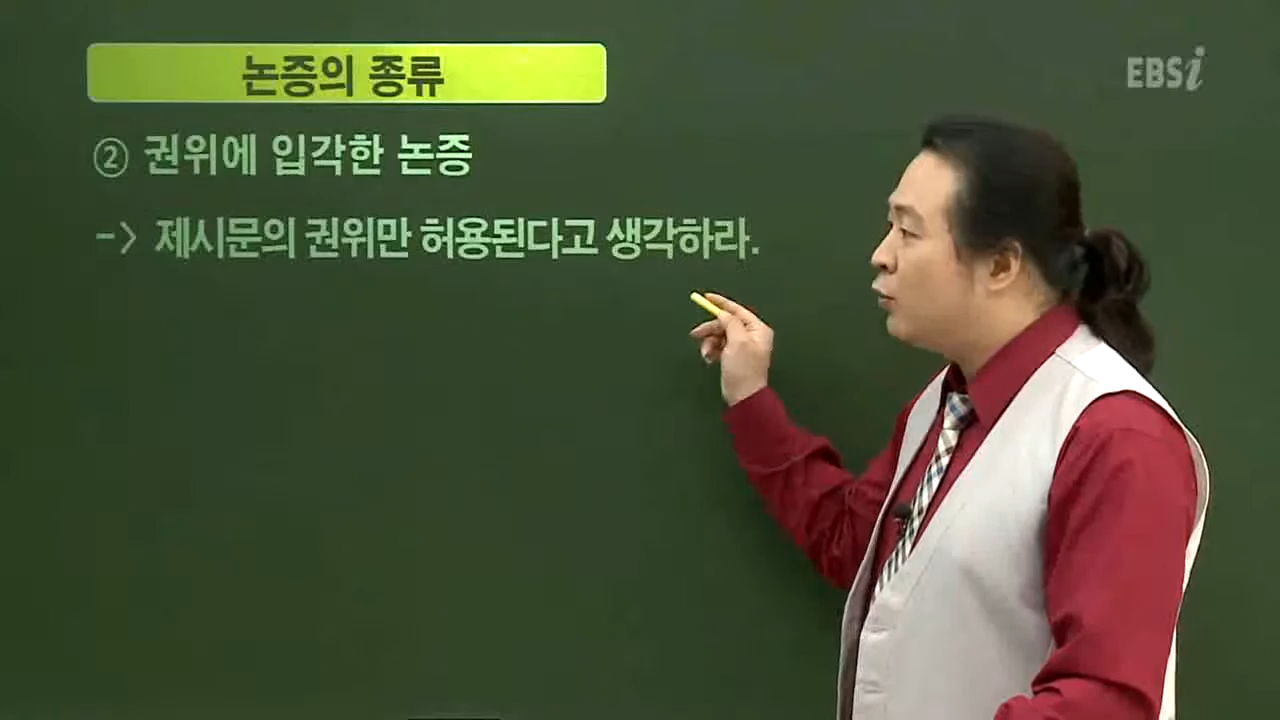 논증의 종류
EBSi
② 권위에 입각한 논증
-> 제시문의 권위만 허용된다고 생각하라.